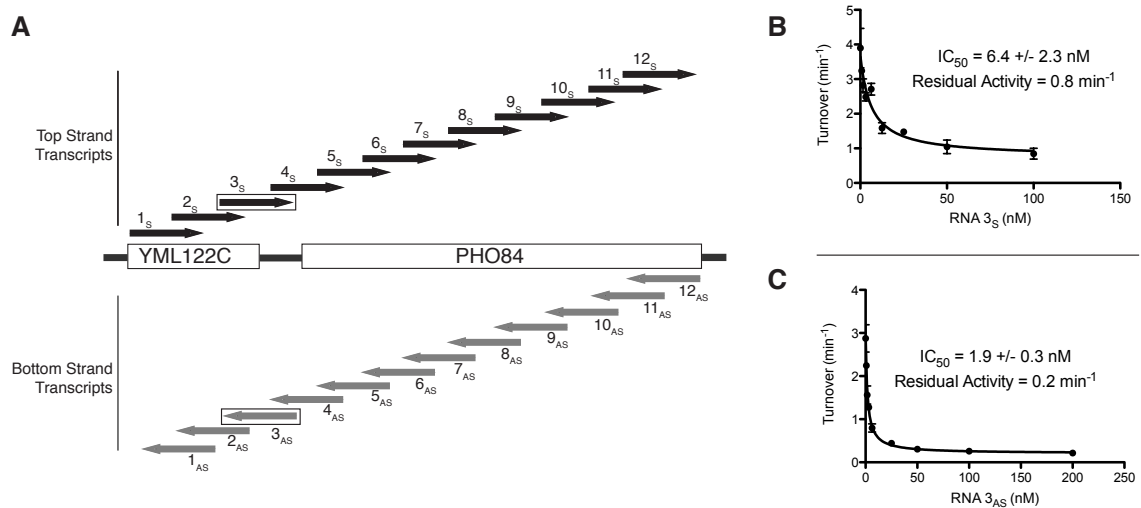 A
Top Strand
Transcripts
1S
2S
3S
4S
5S
6S
7S
8S
9S
10S
11S
12S
YML122C
PHO84
Bottom Strand
Transcripts
1AS
2AS
3AS
4AS
5AS
6AS
7AS
8AS
9AS
10AS
11AS
12AS
B
Turnover (min-1)
5
4
3
2
1
0
IC50 = 6.4 +/- 2.3 nM
Residual Activity = 0.8 min-1
0 50 100 150
RNA 3S (nM)
C
Turnover (min-1)
4
3
2
1
0
IC50 = 1.9 +/- 0.3 nM
Residual Activity = 0.2 min-1
0 50 100 150 200 250
RNA 3AS (nM)